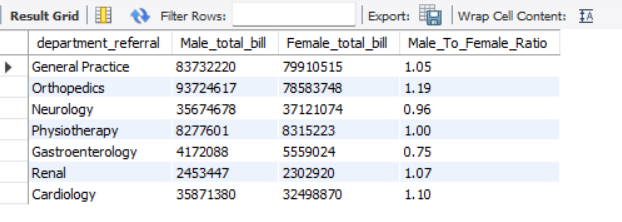 Result Grid Filter Rows: Export: Wrap Cell Content: IA
department_referral Male_total_bill Female_total_bill Male_To_Female_Ratio
General Practice 83732220 79910515 1.05
Orthopedics 93724617 78583748 1.19
Neurology 35674678 37121074 0.96
Physiotherapy 8277601 8315223 1.00
Gastroenterology 4172088 5559024 0.75
Renal 2453447 2302920 1.07
Cardiology 35871380 32498870 1.10